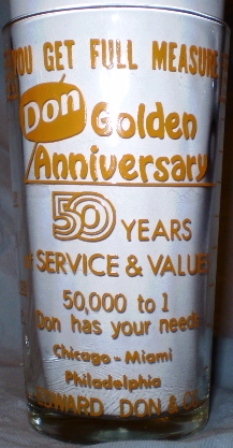 YOU GET FULL MEASURE
Don Golden
Anniversary
50 YEARS
SERVICE & VALUE
50,000 to 1
Don has your needs
Chicago - Miami
Philadelphia
DON &